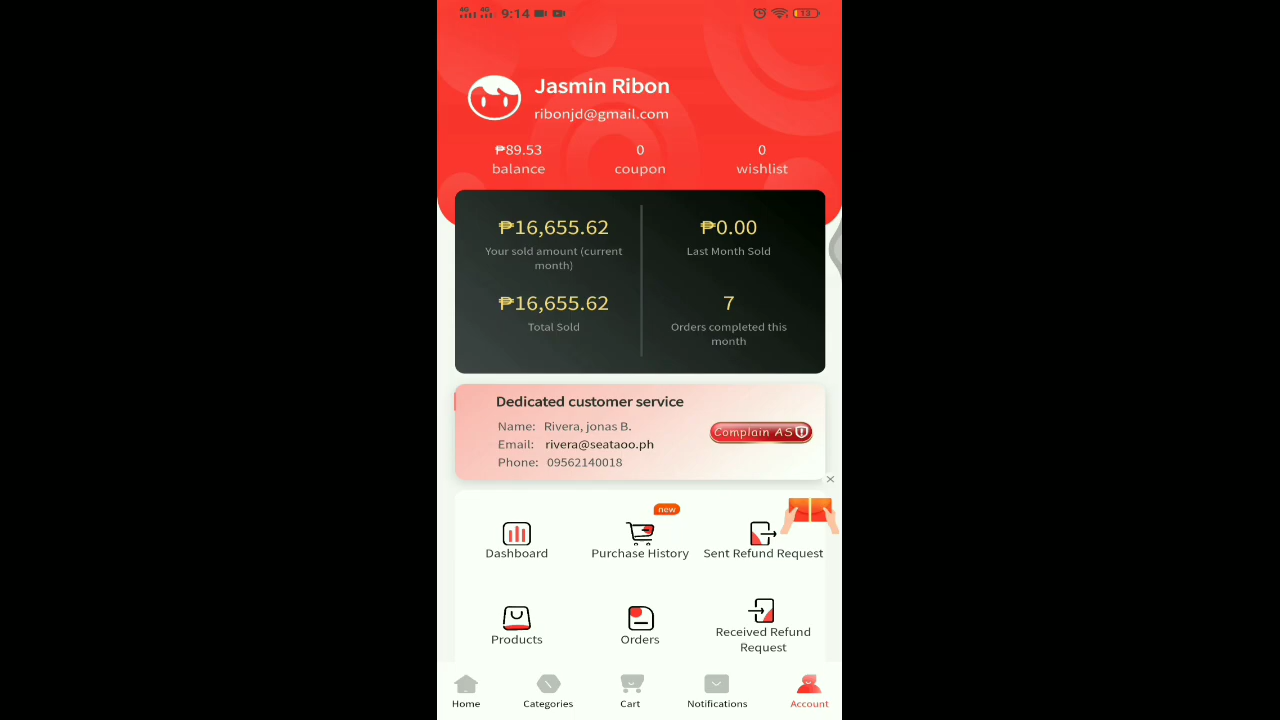 4G 4G 9:14 13
Jasmin Ribon
ribonjd@gmail.com
₱89.53 0 0
balance coupon wishlist
₱16,655.62 ₱0.00
Your sold amount (current Last Month Sold
month)
₱16,655.62 7
Total Sold Orders completed this
month
Dedicated customer service
Name: Rivera, jonas B.
Complain AS
Email: rivera@seataoo.ph
Phone: 09562140018
new
Dashboard Purchase History Sent Refund Request
Products Orders Received Refund
Request
Home Categories Cart Notifications Account